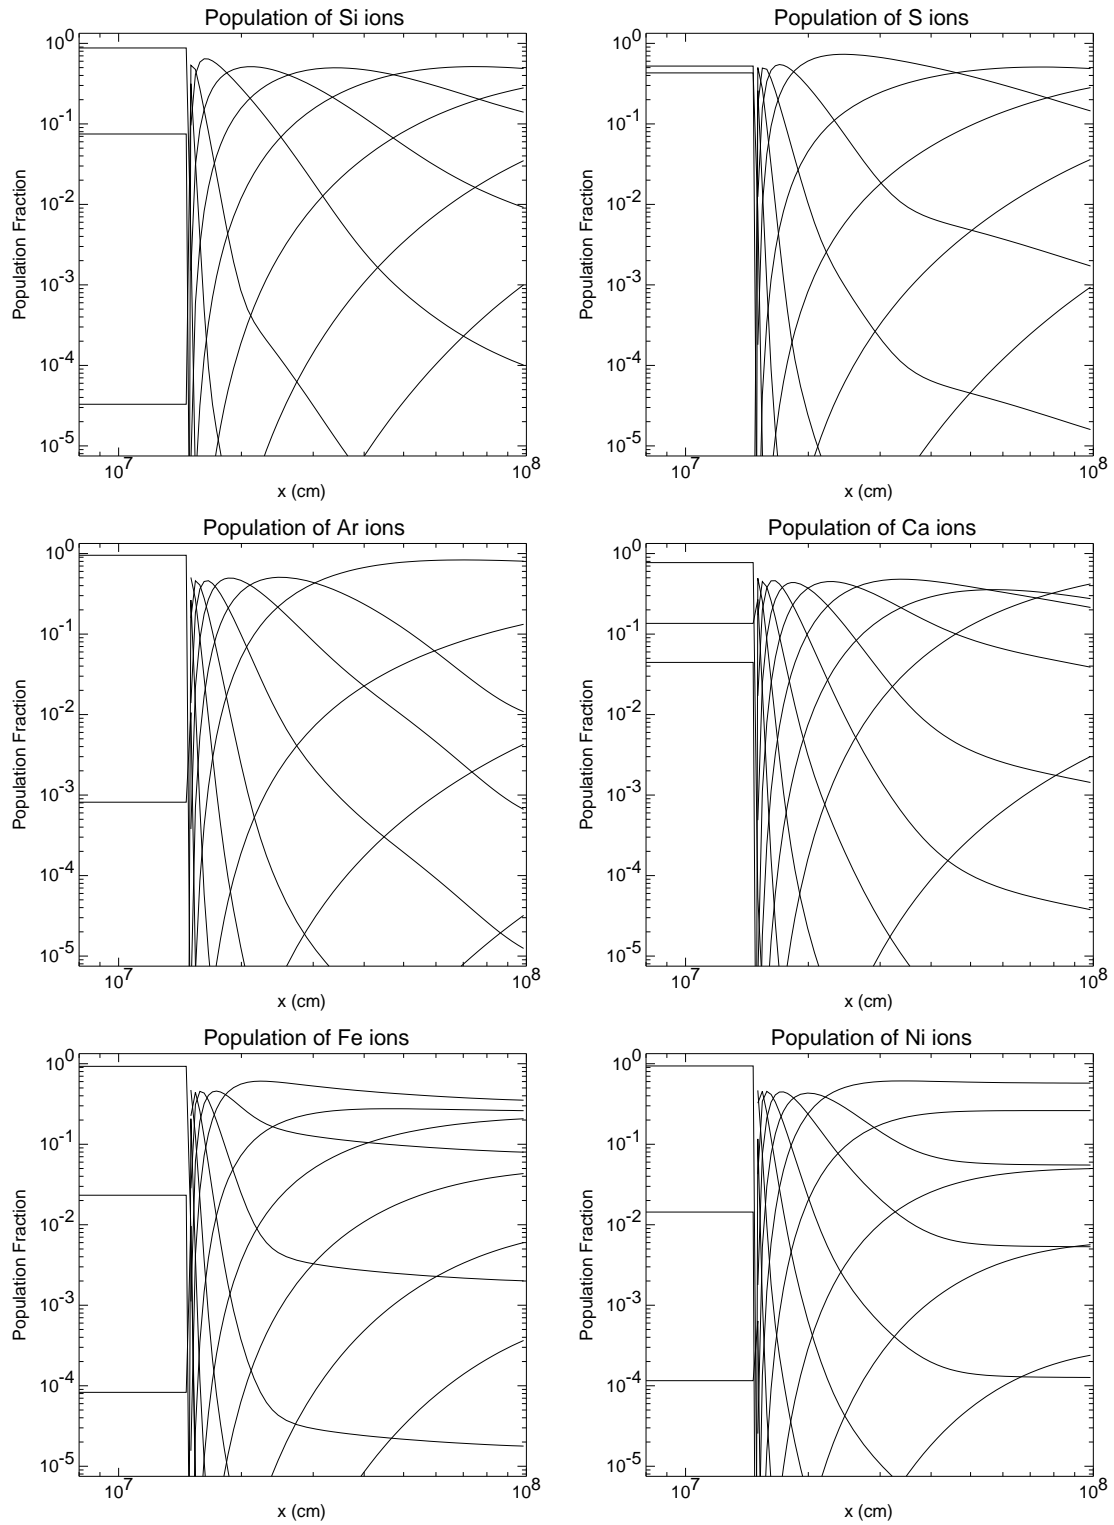 Population of Si ions
Population Fraction
10^0
10^-1
10^-2
10^-3
10^-4
10^-5
10^7
10^8
x (cm)
Population of S ions
Population Fraction
10^0
10^-1
10^-2
10^-3
10^-4
10^-5
10^7
10^8
x (cm)
Population of Ar ions
Population Fraction
10^0
10^-1
10^-2
10^-3
10^-4
10^-5
10^7
10^8
x (cm)
Population of Ca ions
Population Fraction
10^0
10^-1
10^-2
10^-3
10^-4
10^-5
10^7
10^8
x (cm)
Population of Fe ions
Population Fraction
10^0
10^-1
10^-2
10^-3
10^-4
10^-5
10^7
10^8
x (cm)
Population of Ni ions
Population Fraction
10^0
10^-1
10^-2
10^-3
10^-4
10^-5
10^7
10^8
x (cm)